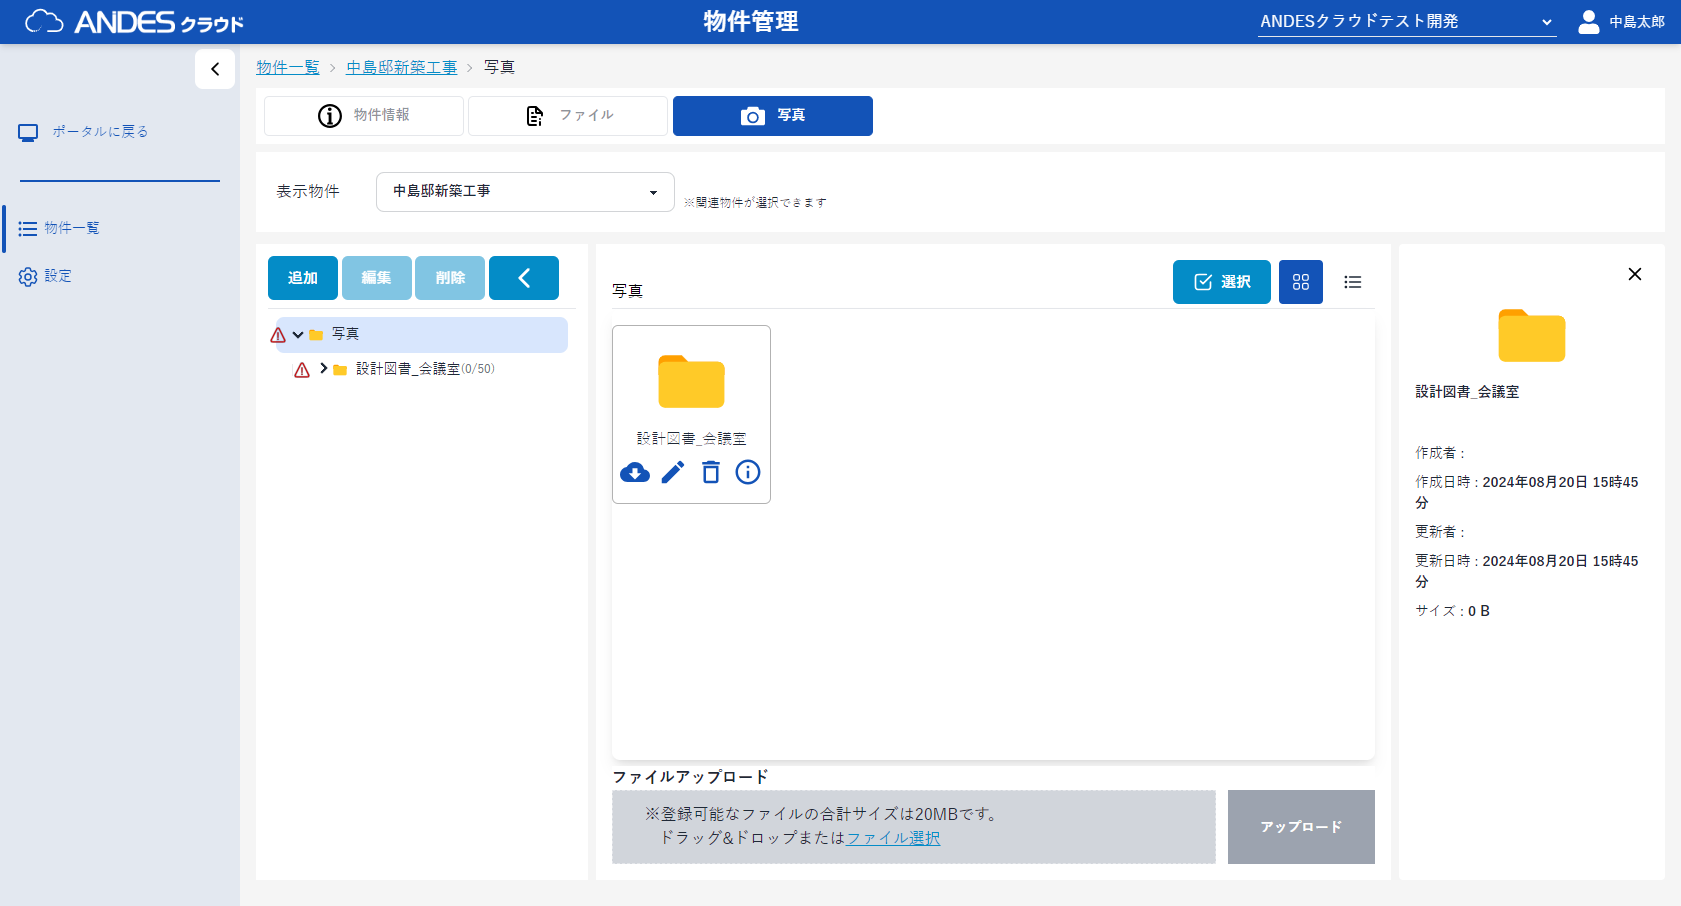 ANDES クラウド
物件管理
ANDESクラウドテスト開発
中島太郎
ポータルに戻る
物件一覧
設定
物件一覧 > 中島邸新築工事 > 写真
物件情報
ファイル
写真
表示物件
中島邸新築工事
※関連物件が選択できます
追加
編集
削除
写真
設計図書_会議室(0/50)
写真
選択
設計図書_会議室
ファイルアップロード
※登録可能なファイルの合計サイズは20MBです。
ドラッグ&ドロップまたはファイル選択
アップロード
設計図書_会議室
作成者 :
作成日時 : 2024年08月20日 15時45
分
更新者 :
更新日時 : 2024年08月20日 15時45
分
サイズ : 0 B